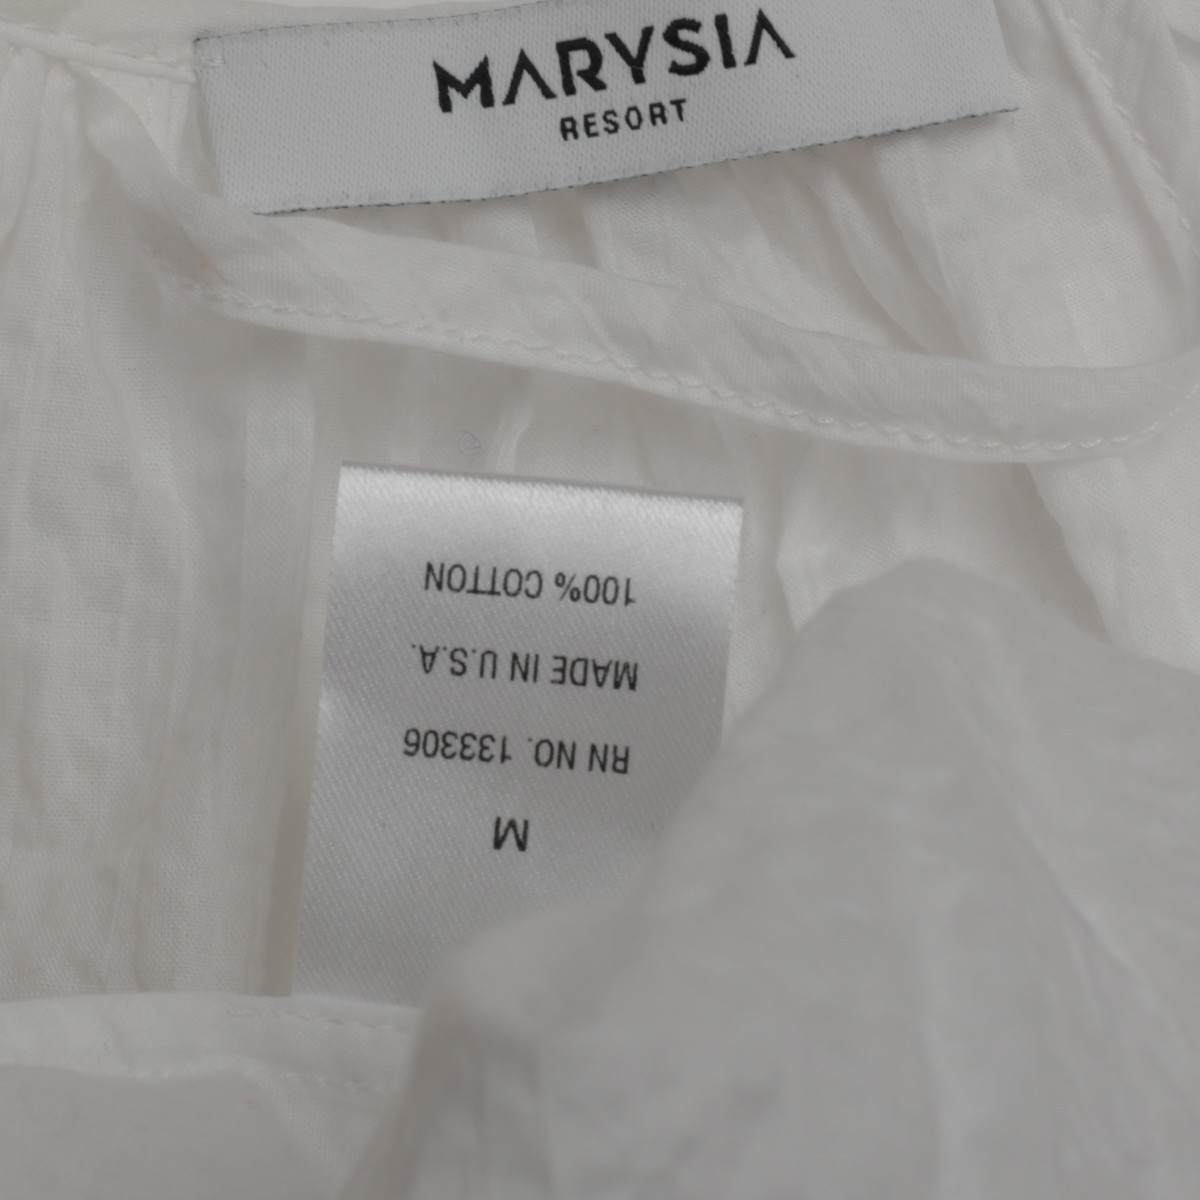 MARYSIA
RESORT
100% COTTON
MADE IN U.S.A.
RN NO. 133306
M